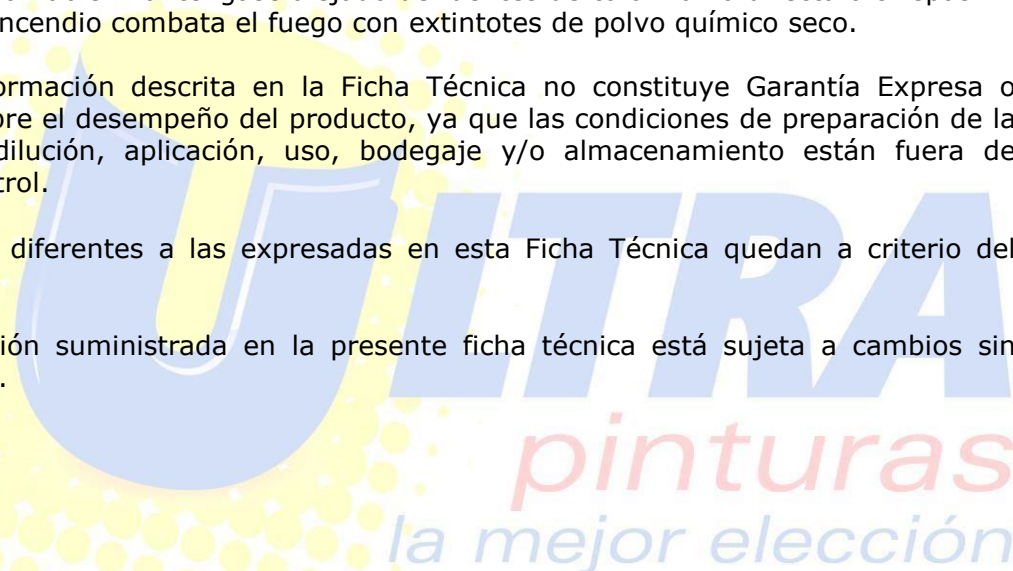 incendio combata el fuego con extintotes de polvo químico seco.
ormación descrita en la Ficha Técnica no constituye Garantía Expresa o
bre el desempeño del producto, ya que las condiciones de preparación de la
dilución, aplicación, uso, bodegaje y/o almacenamiento están fuera de
trol.
diferentes a las expresadas en esta Ficha Técnica quedan a criterio del
ión suministrada en la presente ficha técnica está sujeta a cambios sin
ULTRA
pinturas
la mejor elección